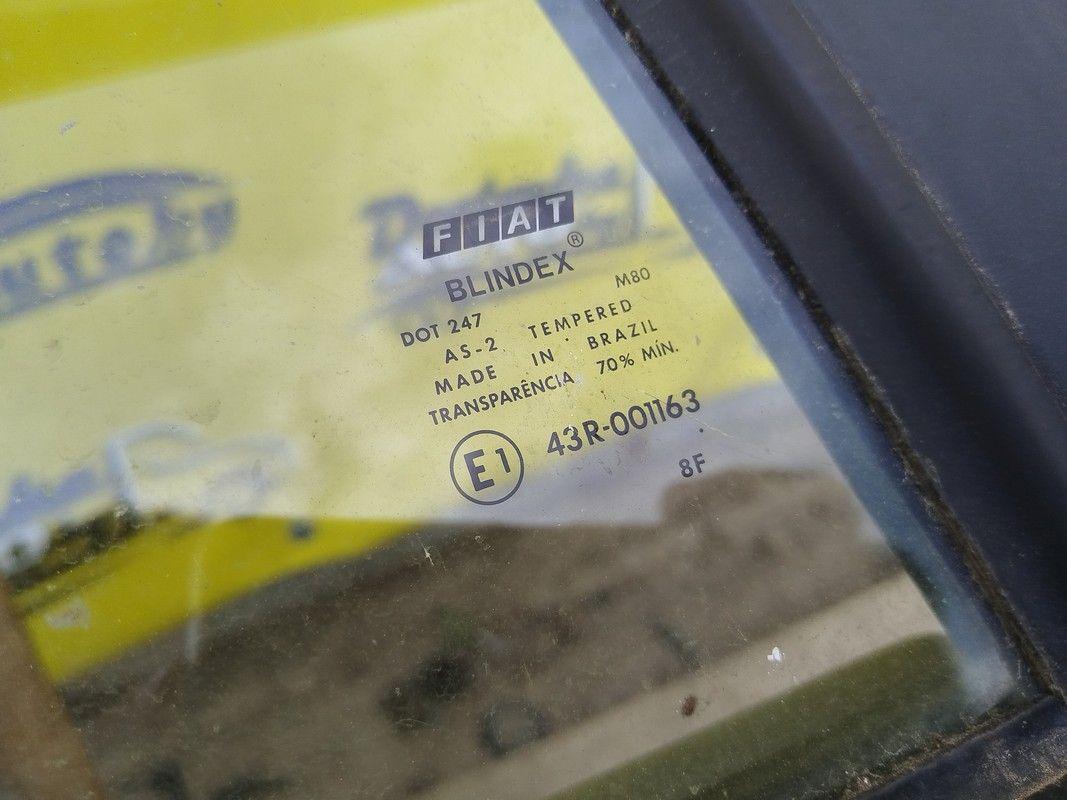 FIAT
BLINDEX®
M80
DOT 247
AS-2 TEMPERED
MADE IN BRAZIL
TRANSPARÊNCIA 70% MÍN.
E1 43R-001163
8F